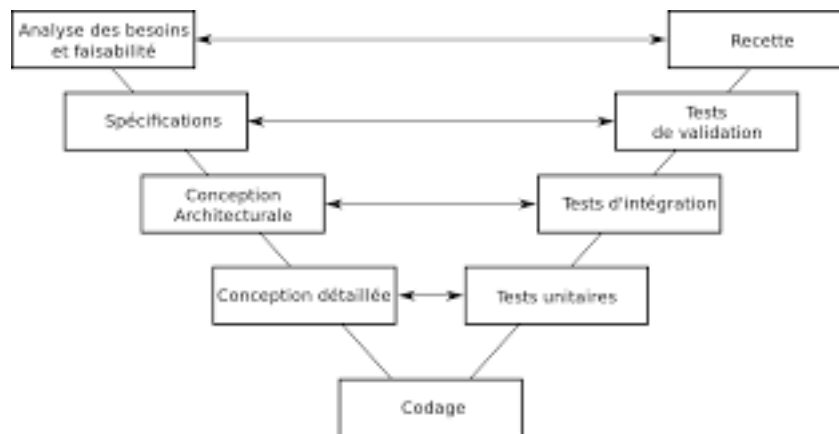 Analyse des besoins
et faisabilité
Recette
Spécifications
Tests
de validation
Conception
Architecturale
Tests d'intégration
Conception détaillée
Tests unitaires
Codage